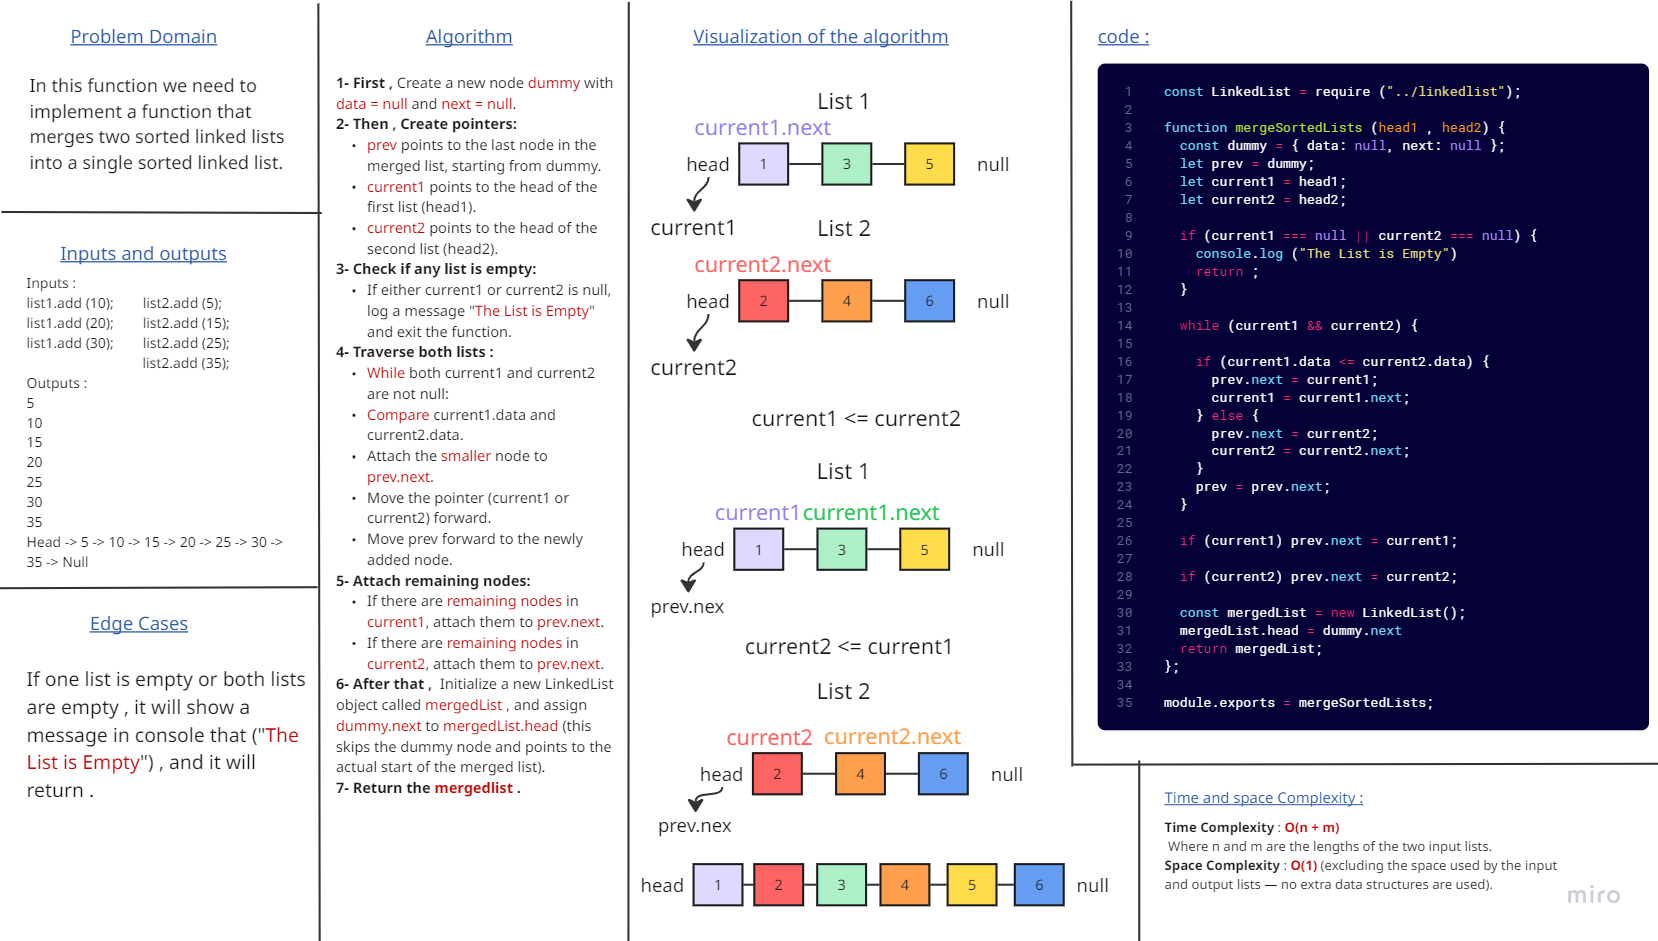 Problem Domain
In this function we need to
implement a function that
merges two sorted linked lists
into a single sorted linked list.
Inputs and outputs
Inputs :
list1.add (10); list2.add (5);
list1.add (20); list2.add (15);
list1.add (30); list2.add (25);
list2.add (35);
Outputs :
5
10
15
20
25
30
35
Head -> 5 -> 10 -> 15 -> 20 -> 25 -> 30 ->
35 -> Null
Edge Cases
If one list is empty or both lists
are empty , it will show a
message in console that ("The
List is Empty") , and it will
return .
Algorithm
1- First , Create a new node dummy with
data = null and next = null.
2- Then , Create pointers:
• prev points to the last node in the
merged list, starting from dummy.
• current1 points to the head of the
first list (head1).
• current2 points to the head of the
second list (head2).
3- Check if any list is empty:
• If either current1 or current2 is null,
log a message "The List is Empty"
and exit the function.
4- Traverse both lists :
• While both current1 and current2
are not null:
• Compare current1.data and
current2.data.
• Attach the smaller node to
prev.next.
• Move the pointer (current1 or
current2) forward.
• Move prev forward to the newly
added node.
5- Attach remaining nodes:
• If there are remaining nodes in
current1, attach them to prev.next.
• If there are remaining nodes in
current2, attach them to prev.next.
6- After that , Initialize a new LinkedList
object called mergedList , and assign
dummy.next to mergedList.head (this
skips the dummy node and points to the
actual start of the merged list).
7- Return the mergedlist .
Visualization of the algorithm
List 1
current1.next
head 1 3 5 null
current1
List 2
current2.next
head 2 4 6 null
current2
current1 <= current2
List 1
current1 current1.next
head 1 3 5 null
prev.nex
current2 <= current1
List 2
current2 current2.next
head 2 4 6 null
prev.nex
head 1 2 3 4 5 6 null
code :
1 const LinkedList = require ("../linkedlist");
2
3 function mergeSortedLists (head1 , head2) {
4 const dummy = { data: null, next: null };
5 let prev = dummy;
6 let current1 = head1;
7 let current2 = head2;
8
9 if (current1 === null || current2 === null) {
10 console.log ("The List is Empty")
11 return ;
12 }
13
14 while (current1 && current2) {
15
16 if (current1.data <= current2.data) {
17 prev.next = current1;
18 current1 = current1.next;
19 } else {
20 prev.next = current2;
21 current2 = current2.next;
22 }
23 prev = prev.next;
24 }
25
26 if (current1) prev.next = current1;
27
28 if (current2) prev.next = current2;
29
30 const mergedList = new LinkedList();
31 mergedList.head = dummy.next
32 return mergedList;
33 };
34
35 module.exports = mergeSortedLists;
Time and space Complexity :
Time Complexity : O(n + m)
Where n and m are the lengths of the two input lists.
Space Complexity : O(1) (excluding the space used by the input
and output lists — no extra data structures are used).
miro